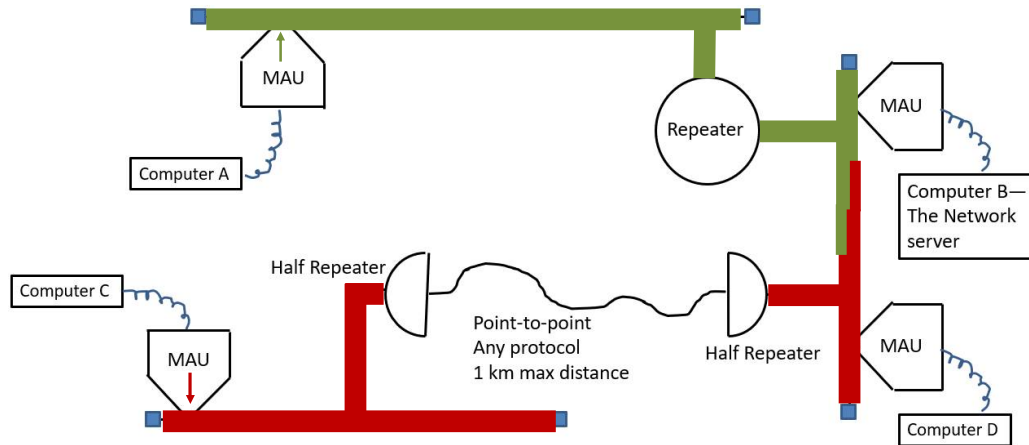 MAU
Computer A
Repeater
MAU
Computer B—
The Network
server
Half Repeater
Computer C
MAU
Point-to-point
Any protocol
1 km max distance
Half Repeater
MAU
Computer D